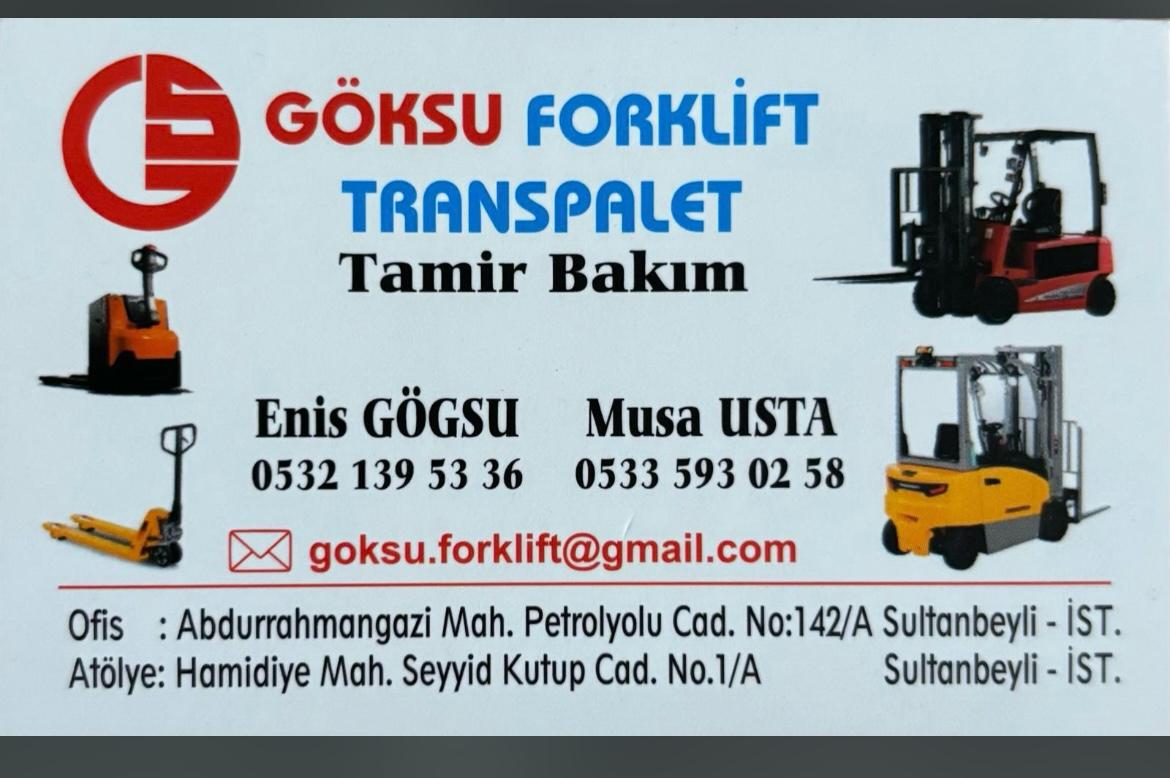 GÖKSU FORKLİFT
TRANSPALET
Tamir Bakım
Enis GÖGSU Musa USTA
0532 139 53 36 0533 593 02 58
goksu.forklift@gmail.com
Ofis : Abdurrahmangazi Mah. Petrolyolu Cad. No:142/A Sultanbeyli - İST.
Atölye: Hamidiye Mah. Seyyid Kutup Cad. No.1/A Sultanbeyli - İST.